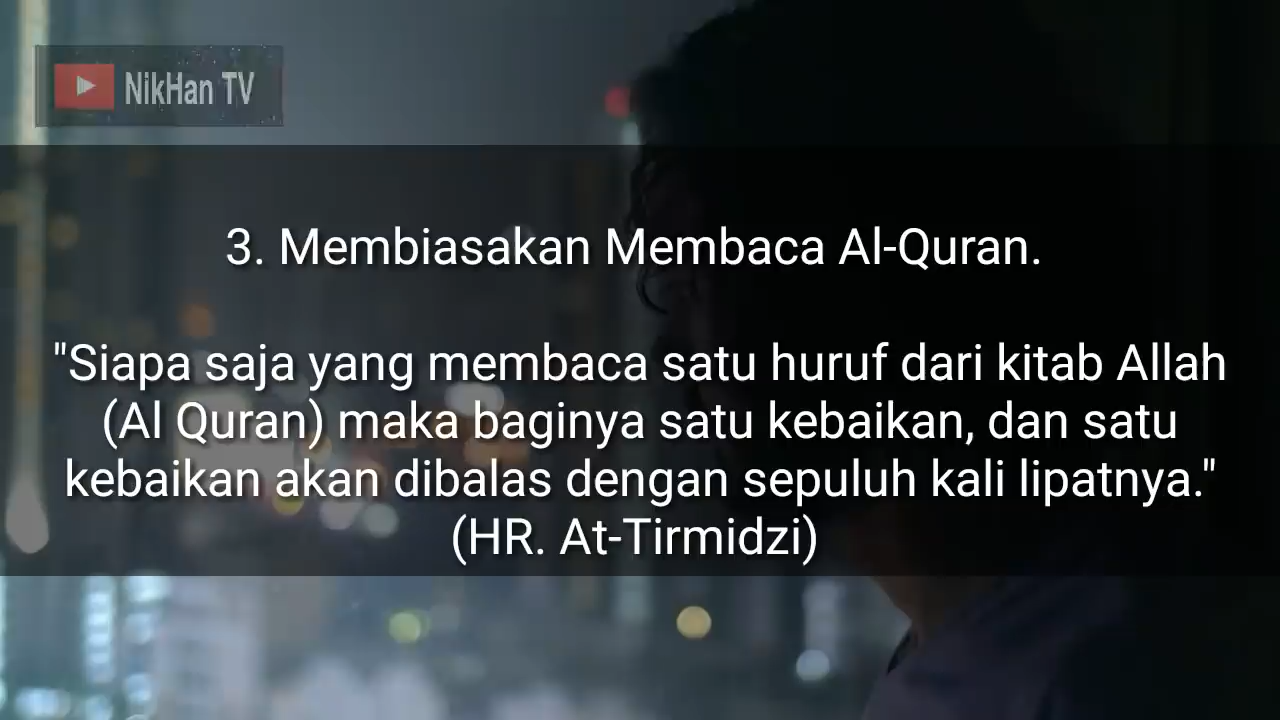 NikHan TV
3. Membiasakan Membaca Al-Quran.
"Siapa saja yang membaca satu huruf dari kitab Allah
(Al Quran) maka baginya satu kebaikan, dan satu
kebaikan akan dibalas dengan sepuluh kali lipatnya."
(HR. At-Tirmidzi)